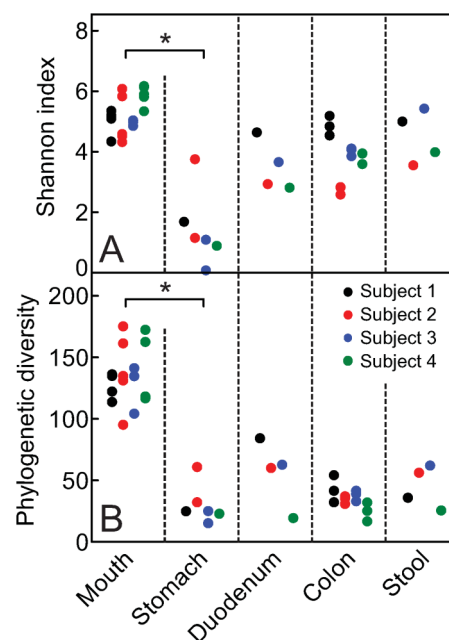 *
Shannon index
8
6
4
2
0
A
*
Phylogenetic diversity
200
150
100
50
0
B
Subject 1
Subject 2
Subject 3
Subject 4
Mouth
Stomach
Duodenum
Colon
Stool